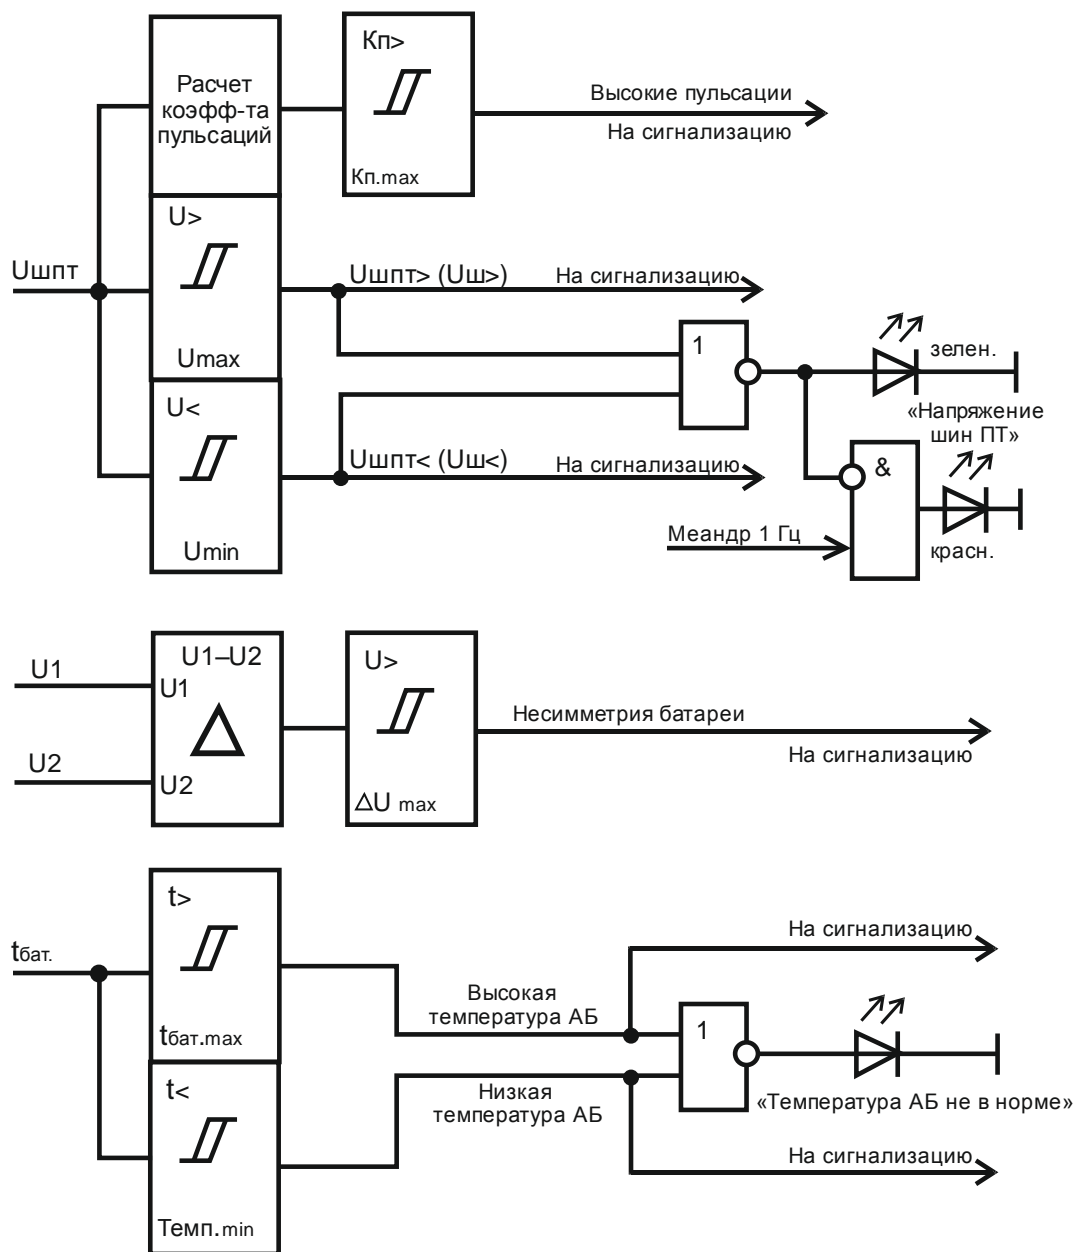 Расчет
коэфф-та
пульсаций
Кп>
Кп.max
Высокие пульсации
На сигнализацию
Uшпт
U>
Umax
Uшпт> (Uш>)
На сигнализацию
U<
Umin
Uшпт< (Uш<)
На сигнализацию
1
зелен.
«Напряжение
шин ПТ»
&
Меандр 1 Гц
красн.
U1
U2
U1–U2
U1
U2
U>
ΔU max
Несимметрия батареи
На сигнализацию
tбат.
t>
tбат.max
t<
Темп.min
Высокая
температура АБ
Низкая
температура АБ
На сигнализацию
1
«Температура АБ не в норме»
На сигнализацию